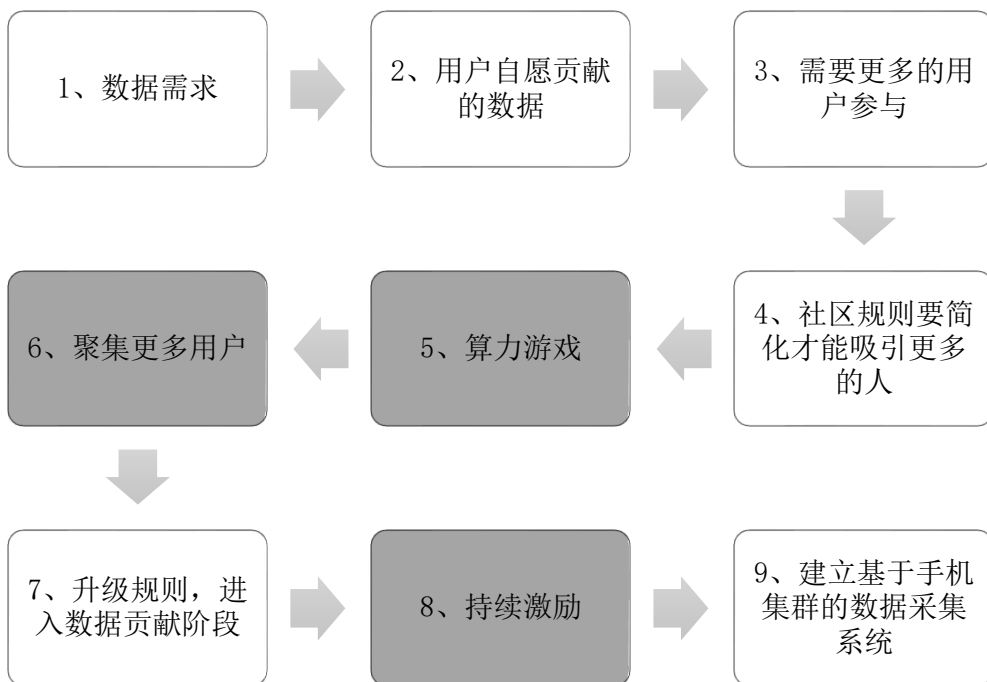 1、数据需求
2、用户自愿贡献
的数据
3、需要更多的用
户参与
4、社区规则要简
化才能吸引更多
的人
5、算力游戏
6、聚集更多用户
7、升级规则，进
入数据贡献阶段
8、持续激励
9、建立基于手机
集群的数据采集
系统